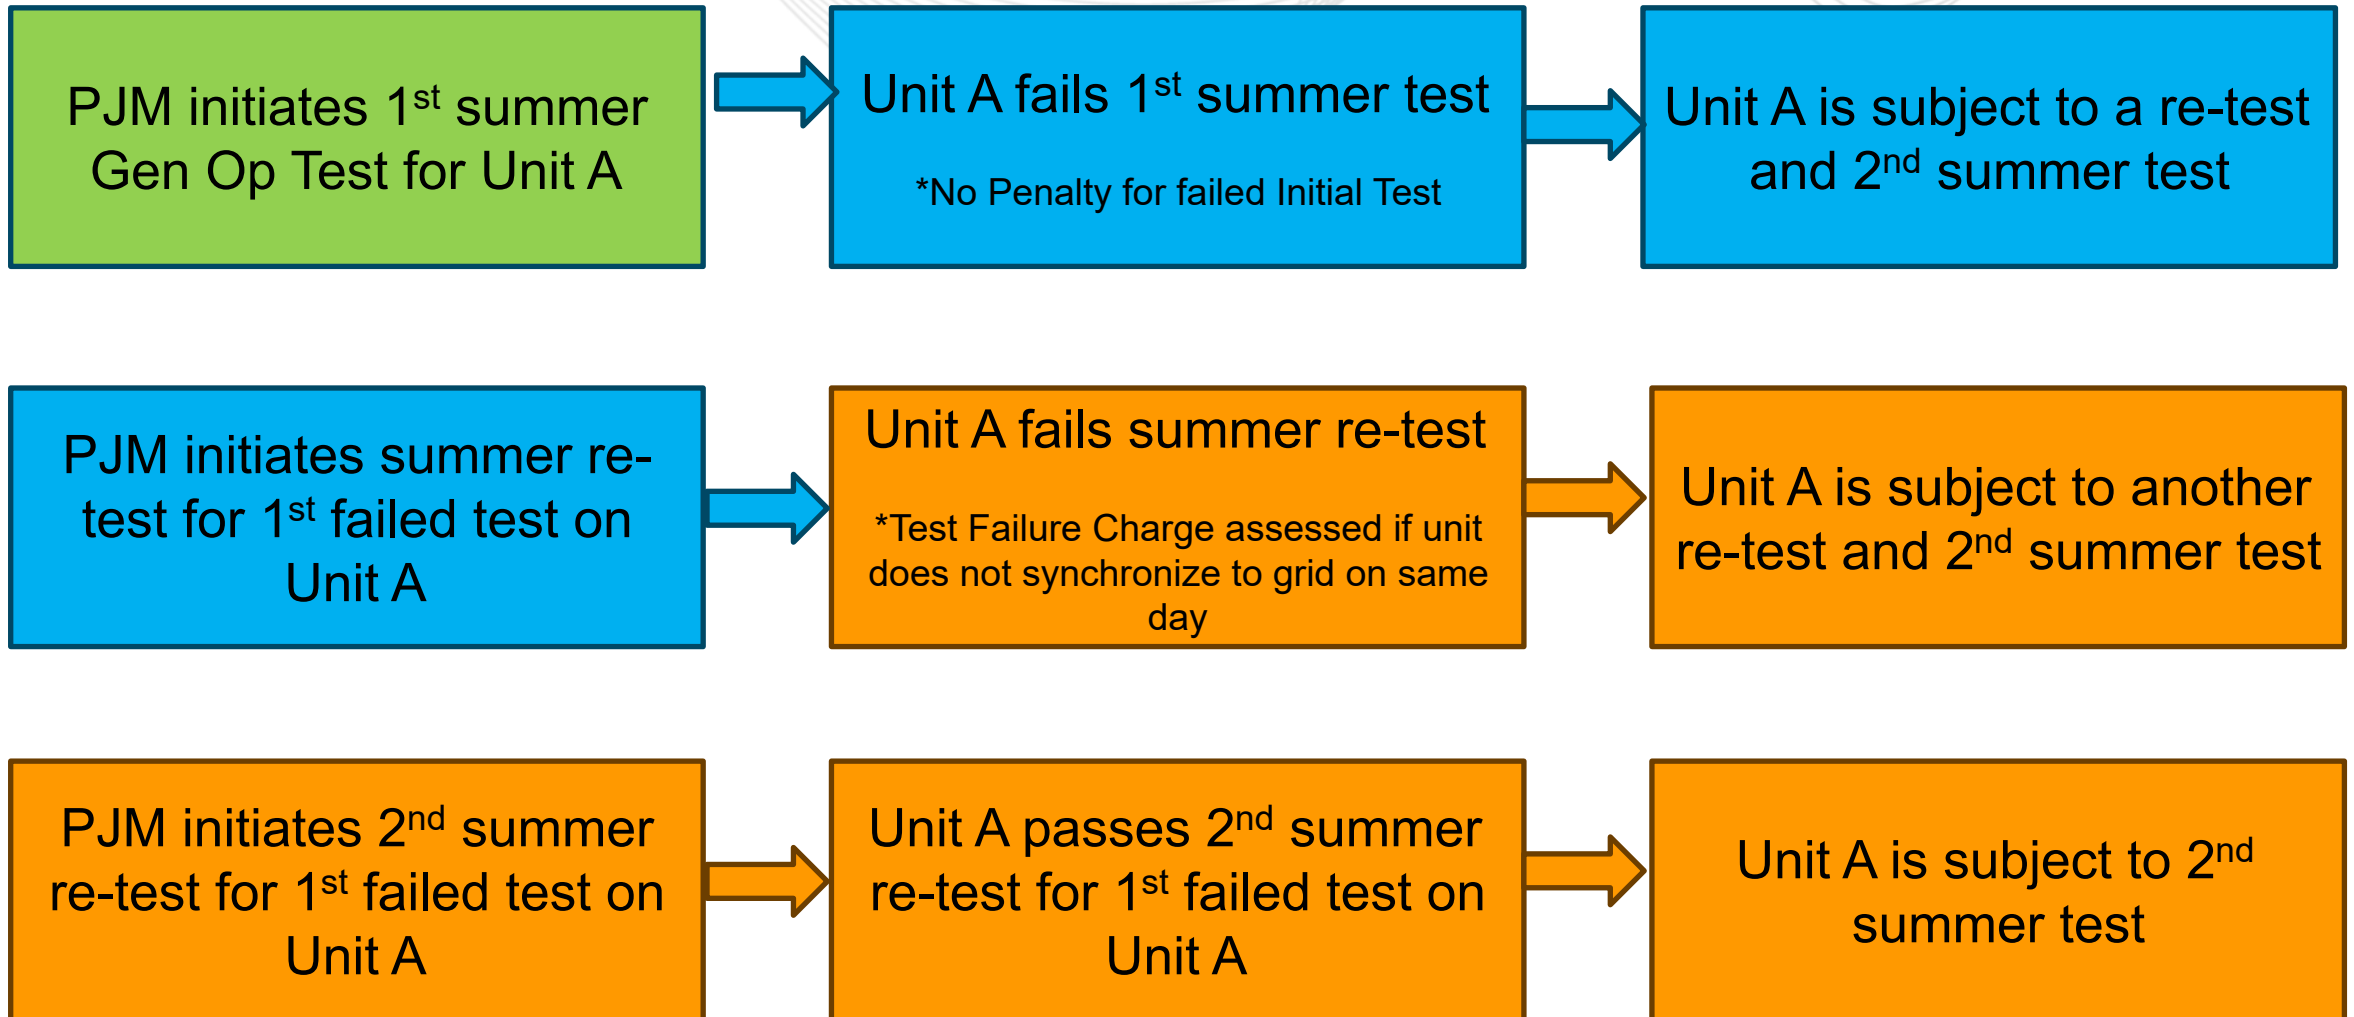 PJM initiates 1st summer
Gen Op Test for Unit A
Unit A fails 1st summer test
*No Penalty for failed Initial Test
Unit A is subject to a re-test
and 2nd summer test
PJM initiates summer re-
test for 1st failed test on
Unit A
Unit A fails summer re-test
*Test Failure Charge assessed if unit
does not synchronize to grid on same
day
Unit A is subject to another
re-test and 2nd summer test
PJM initiates 2nd summer
re-test for 1st failed test on
Unit A
Unit A passes 2nd summer
re-test for 1st failed test on
Unit A
Unit A is subject to 2nd
summer test